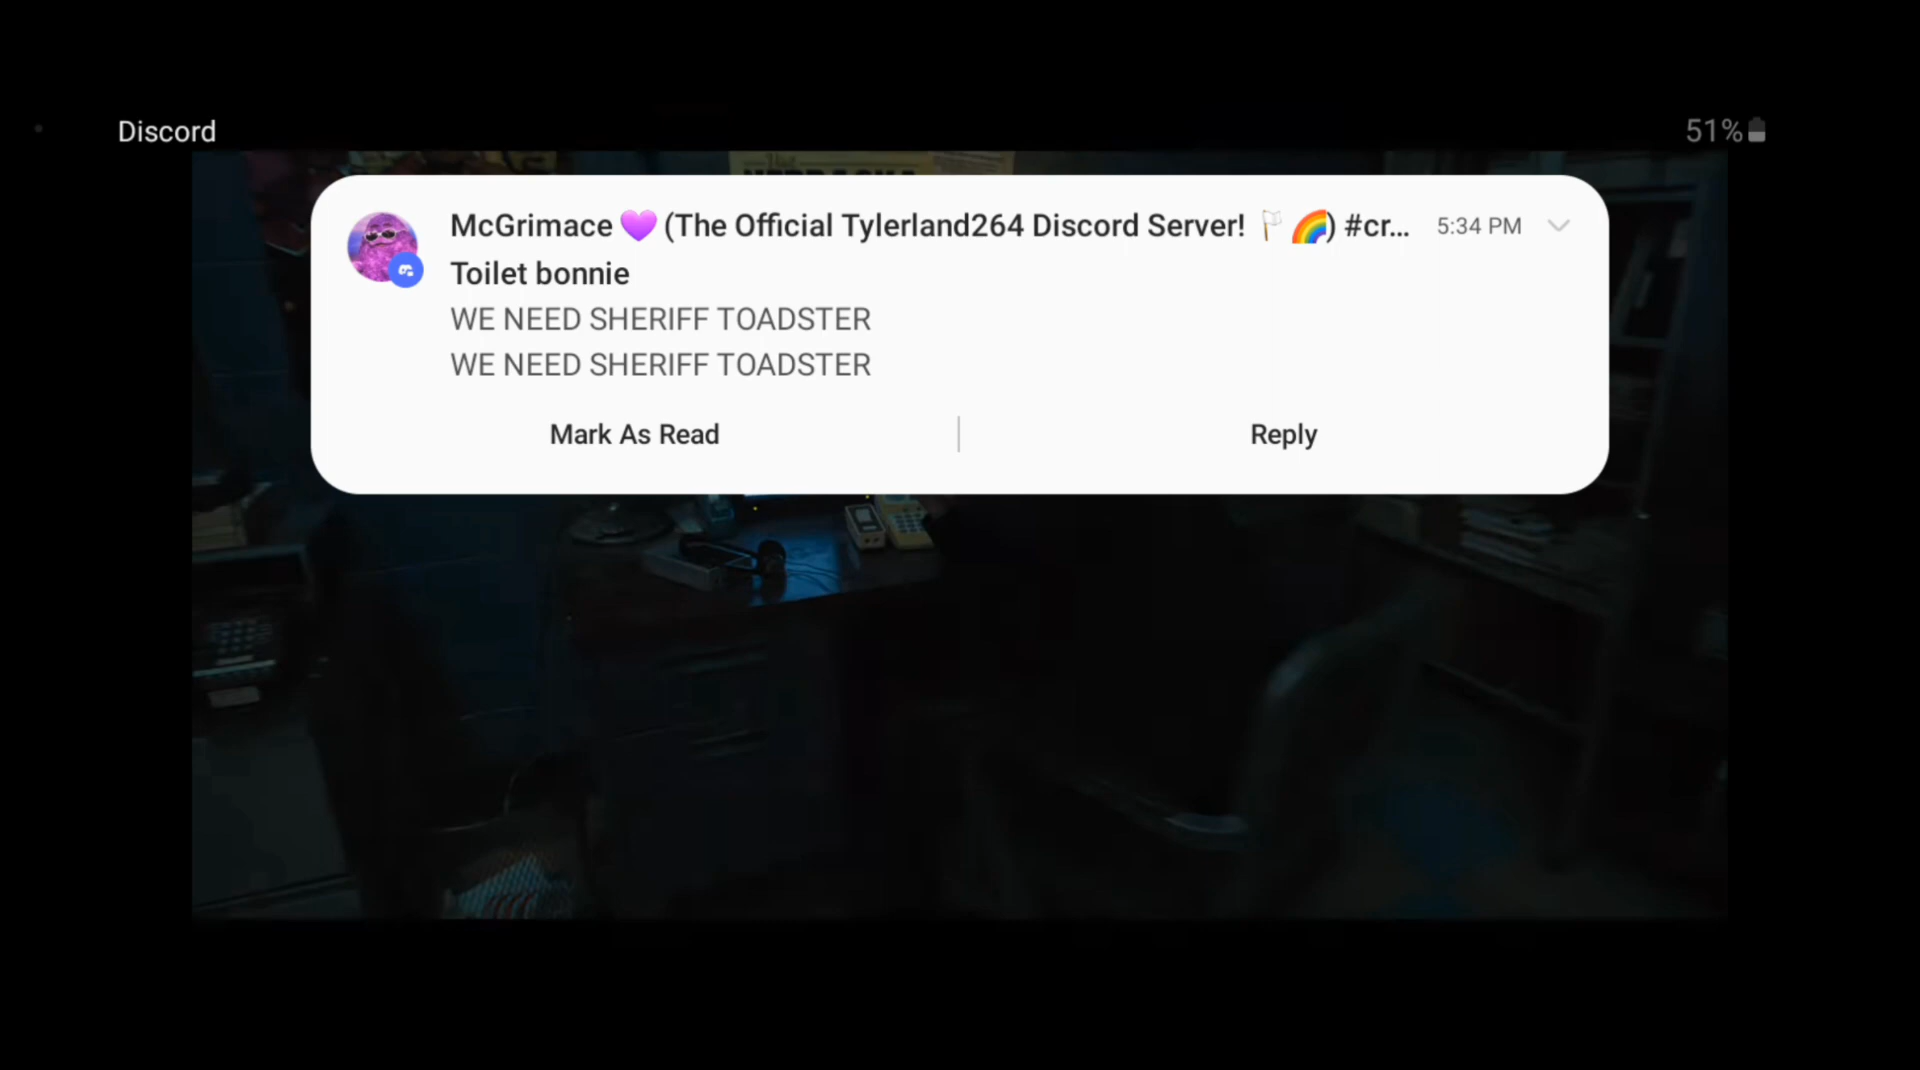 Discord
51%
McGrimace 💜 (The Official Tylerland264 Discord Server! 🏳️ 🌈) #cr... 5:34 PM
Toilet bonnie
WE NEED SHERIFF TOADSTER
WE NEED SHERIFF TOADSTER
Mark As Read
Reply